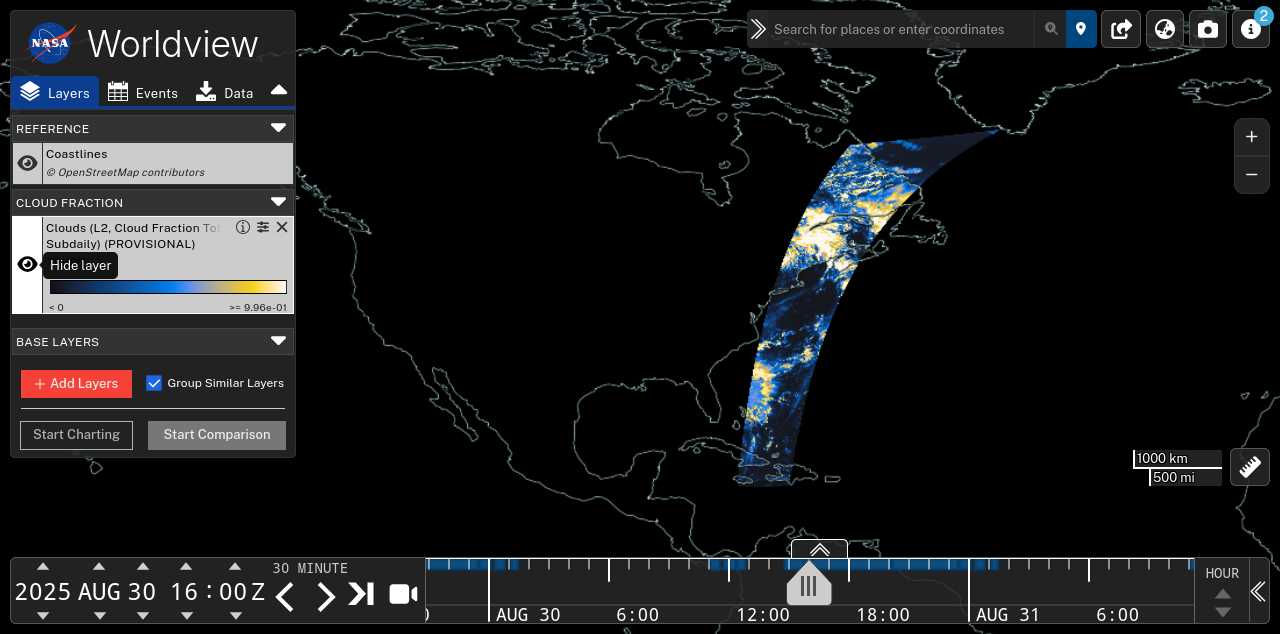 NASA
Worldview
Layers
Events
Data
REFERENCE
Coastlines
© OpenStreetMap contributors
CLOUD FRACTION
Clouds (L2, Cloud Fraction Tot
Subdaily) (PROVISIONAL)
Hide layer
< 0
>= 9.96e-01
BASE LAYERS
+ Add Layers
Group Similar Layers
Start Charting
Start Comparison
Search for places or enter coordinates
2
+
−
1000 km
500 mi
2025 AUG 30 16 : 00 Z
30 MINUTE
AUG 30
6:00
12:00
18:00
AUG 31
6:00
HOUR